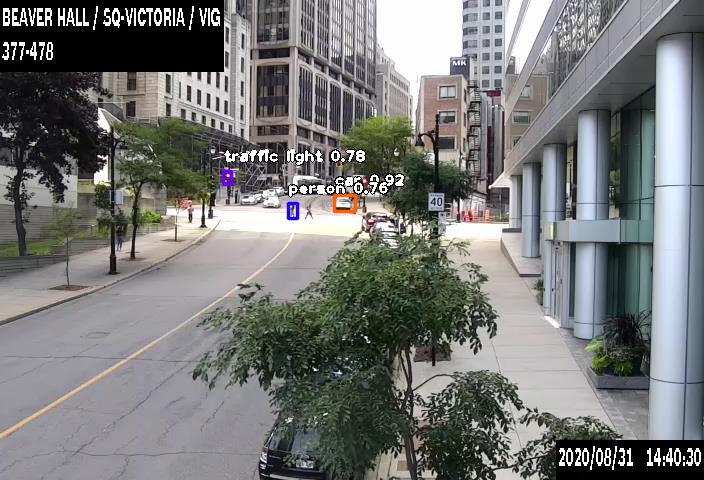 BEAVER HALL / SQ-VICTORIA / VIG
377-478
MK
traffic light 0.78
car 0.92
person 0.76
40
2020/08/31 14:40:30